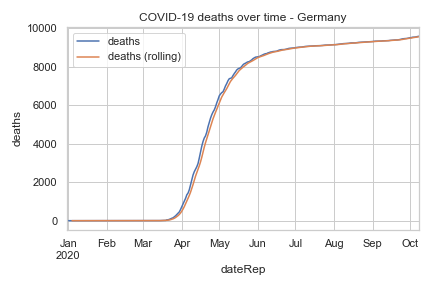 COVID-19 deaths over time - Germany
deaths
deaths (rolling)
deaths
10000
8000
6000
4000
2000
0
Jan Feb Mar Apr May Jun Jul Aug Sep Oct
2020
dateRep